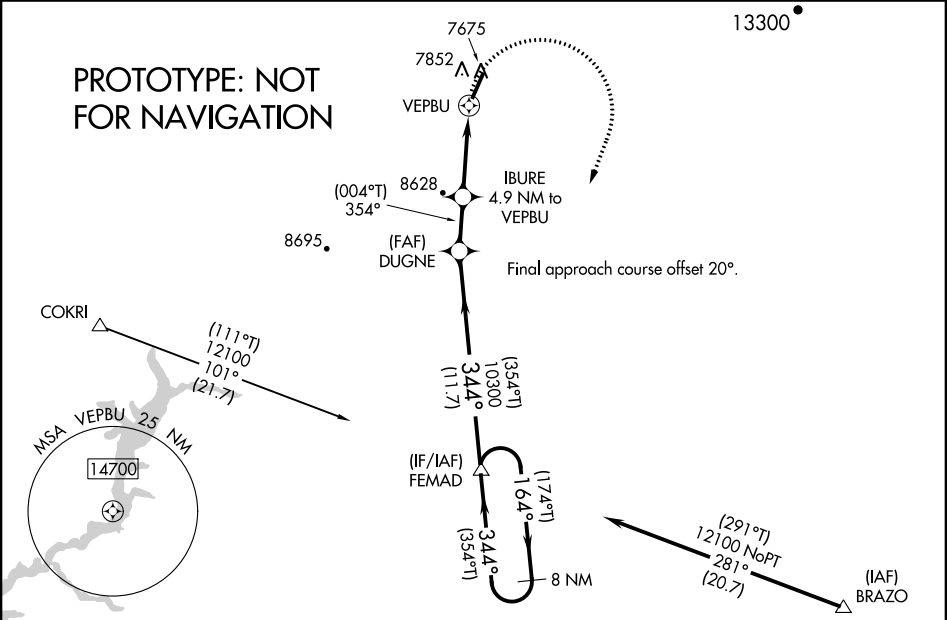 13300
7675
7852
PROTOTYPE: NOT
FOR NAVIGATION
VEPBU
IBURE
4.9 NM to
VEPBU
8628
(004°T)
354°
8695
(FAF)
DUGNE
Final approach course offset 20°.
COKRI
(111°T)
12100
101°
(21.7)
(354°T)
10300
344°
(11.7)
MSA VEPBU 25 NM
14700
(IF/IAF)
FEMAD
(174°T)
164°
344°
(354°T)
8 NM
(291°T)
12100 NoPT
281°
(20.7)
(IAF)
BRAZO